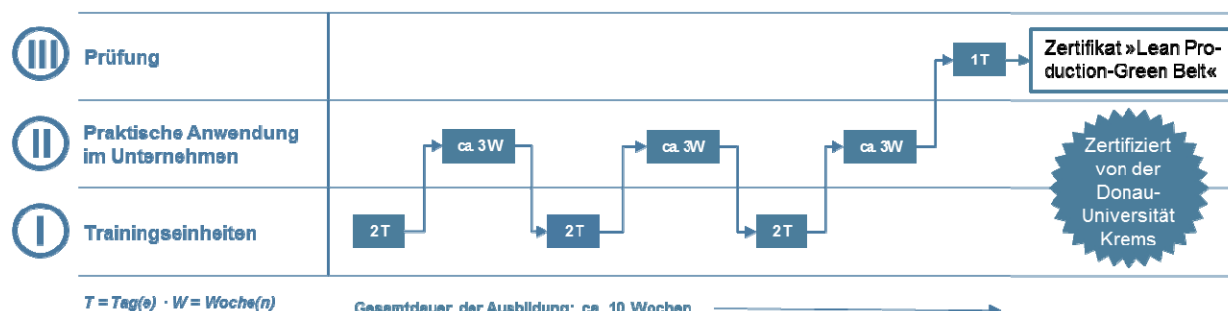 III
Prüfung
1T
Zertifikat »Lean Pro-
duction-Green Belt«
II
Praktische Anwendung
im Unternehmen
ca. 3W
ca. 3W
ca. 3W
Zertifiziert
von der
Donau-
Universität
Krems
I
Trainingseinheiten
2T
2T
2T
T = Tag(e) · W = Woche(n)
Gesamtdauer der Ausbildung: ca. 10 Wochen